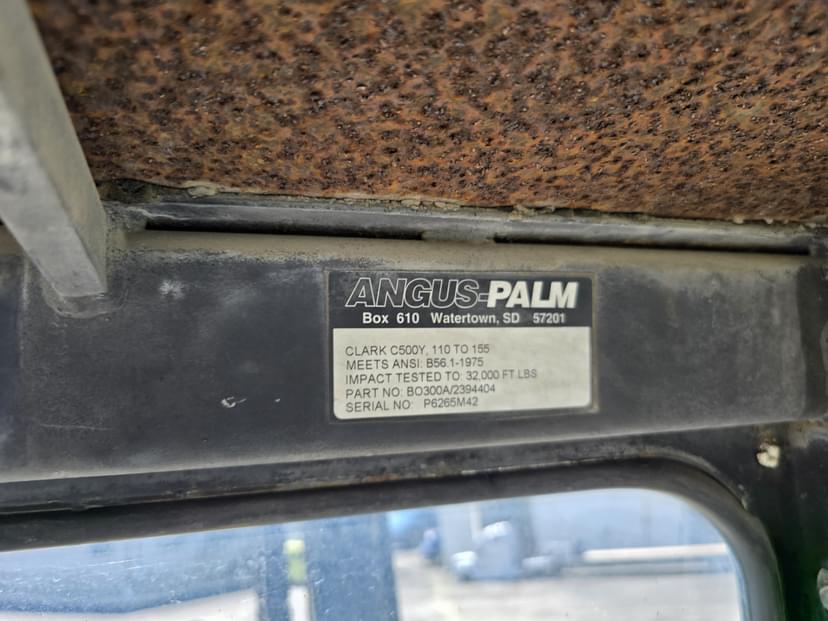 ANGUS-PALM
Box 610 Watertown, SD 57201
CLARK C500Y, 110 TO 155
MEETS ANSI: B56.1-1975
IMPACT TESTED TO: 32,000 FT.LBS
PART NO: BO300A/2394404
SERIAL NO: P6265M42